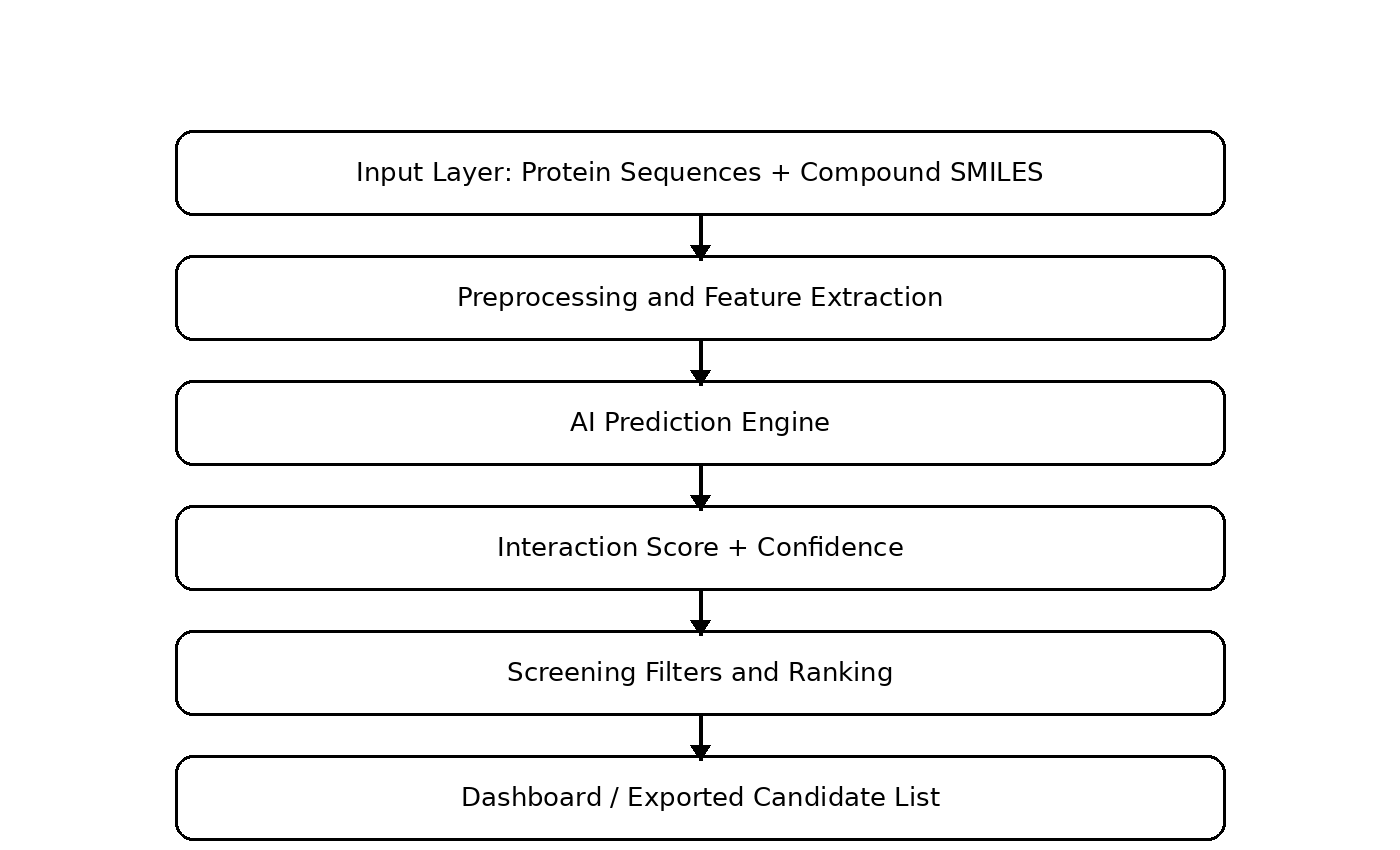 Input Layer: Protein Sequences + Compound SMILES
Preprocessing and Feature Extraction
AI Prediction Engine
Interaction Score + Confidence
Screening Filters and Ranking
Dashboard / Exported Candidate List